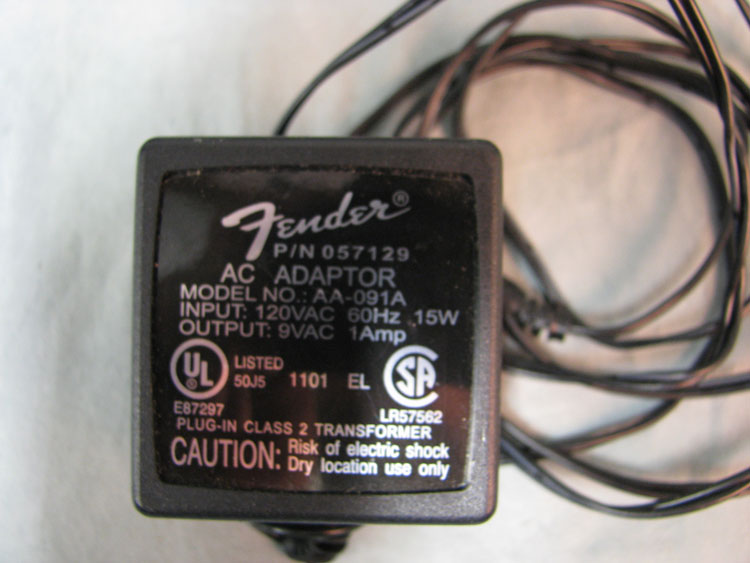 Fender®
P/N 057129
AC ADAPTOR
MODEL NO.: AA-091A
INPUT: 120VAC 60Hz 15W
OUTPUT: 9VAC 1Amp
UL ® LISTED 50J5 1101 EL SA
E87297 LR57562
PLUG-IN CLASS 2 TRANSFORMER
CAUTION: Risk of electric shock
Dry location use only